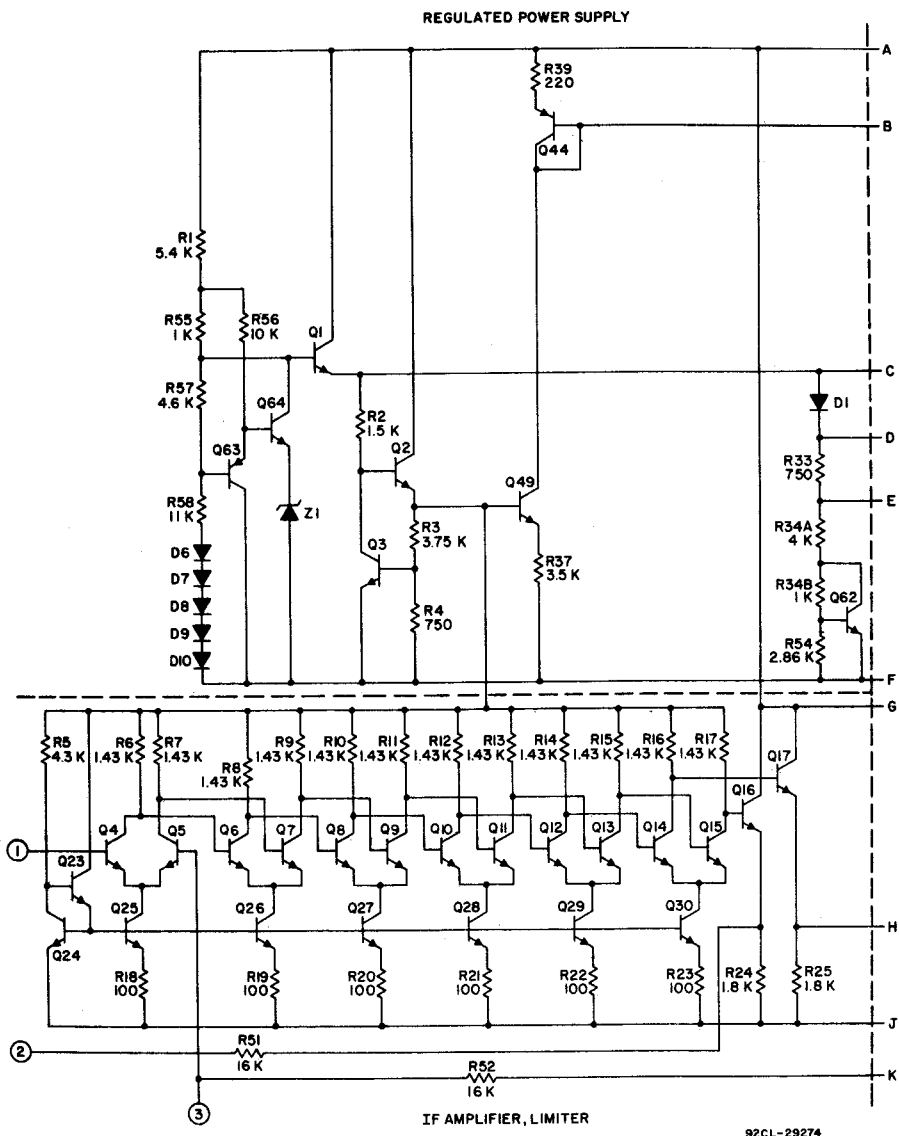 REGULATED POWER SUPPLY
A
R39
220
B
Q44
R1
5.4 K
R55
1 K
R56
10 K
Q1
C
R57
4.6 K
Q64
R2
1.5 K
D1
Q63
Q2
D
R33
750
R58
11 K
Q49
E
Z1
R3
3.75 K
R34A
4 K
Q3
D6
R37
3.5 K
D7
R34B
1 K
Q62
D8
R4
750
D9
R54
2.86 K
D10
F
G
R5
4.3 K
R6
1.43 K
R7
1.43 K
R8
1.43 K
R9
1.43 K
R10
1.43 K
R11
1.43 K
R12
1.43 K
R13
1.43 K
R14
1.43 K
R15
1.43 K
R16
1.43 K
R17
1.43 K
Q17
Q16
Q4
Q5
Q6
Q7
Q8
Q9
Q10
Q11
Q12
Q13
Q14
Q15
1
Q23
Q25
Q26
Q27
Q28
Q29
Q30
H
Q24
R18
100
R19
100
R20
100
R21
100
R22
100
R23
100
R24
1.8 K
R25
1.8 K
J
2
R51
16 K
R52
16 K
K
3
IF AMPLIFIER, LIMITER
92CL-29274